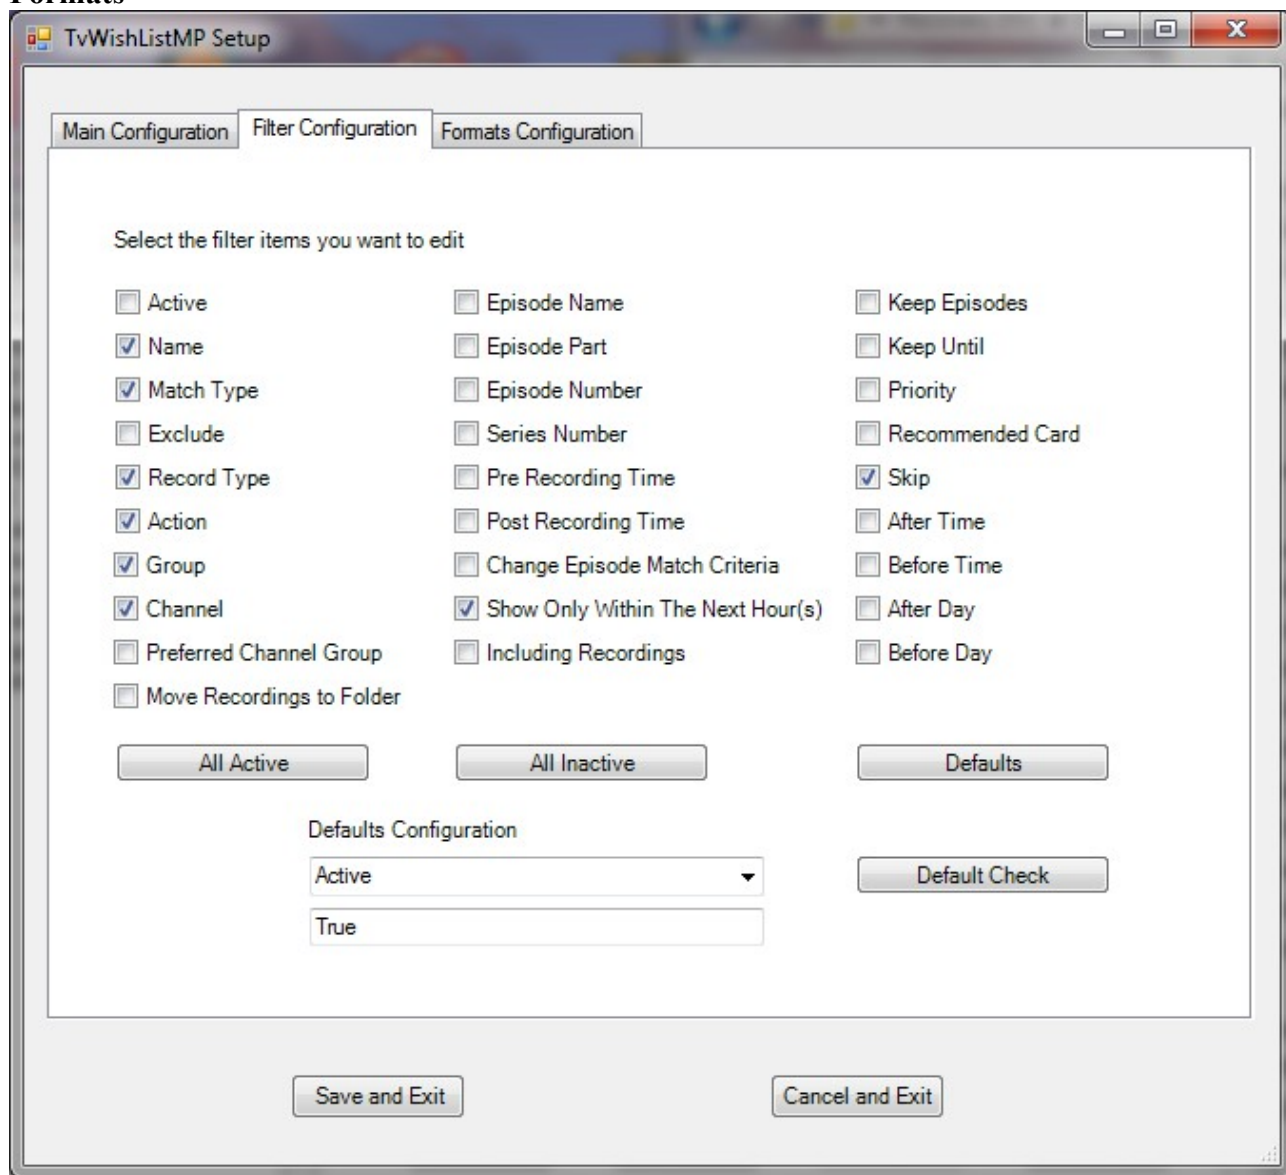 Formats
TvWishListMP Setup
Main Configuration Filter Configuration Formats Configuration
Select the filter items you want to edit
Active Episode Name Keep Episodes
Name Episode Part Keep Until
Match Type Episode Number Priority
Exclude Series Number Recommended Card
Record Type Pre Recording Time Skip
Action Post Recording Time After Time
Group Change Episode Match Criteria Before Time
Channel Show Only Within The Next Hour(s) After Day
Preferred Channel Group Including Recordings Before Day
Move Recordings to Folder
All Active All Inactive Defaults
Defaults Configuration
Active Default Check
True
Save and Exit Cancel and Exit